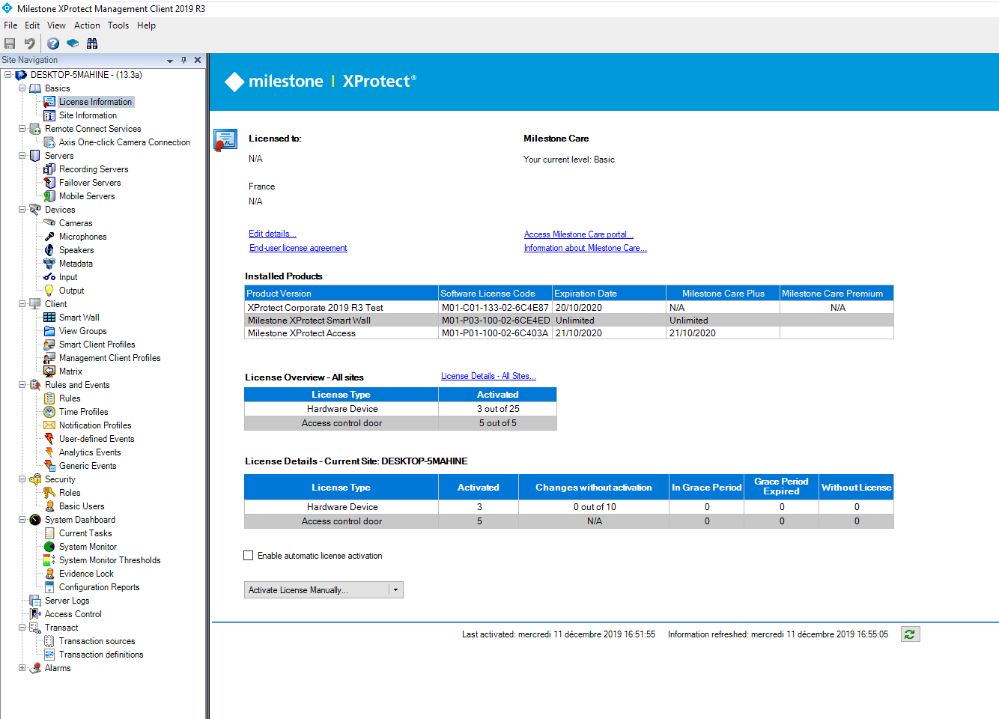 Milestone XProtect Management Client 2019 R3
File Edit View Action Tools Help
Site Navigation
DESKTOP-5MAHINE - (13.3a)
Basics
License Information
Site Information
Remote Connect Services
Axis One-click Camera Connection
Servers
Recording Servers
Failover Servers
Mobile Servers
Devices
Cameras
Microphones
Speakers
Metadata
Input
Output
Client
Smart Wall
View Groups
Smart Client Profiles
Management Client Profiles
Matrix
Rules and Events
Rules
Time Profiles
Notification Profiles
User-defined Events
Analytics Events
Generic Events
Security
Roles
Basic Users
System Dashboard
Current Tasks
System Monitor
System Monitor Thresholds
Evidence Lock
Configuration Reports
Server Logs
Access Control
Transact
Transaction sources
Transaction definitions
Alarms
milestone | XProtect®
Licensed to:
N/A
France
N/A
Edit details...
End-user license agreement
Milestone Care
Your current level: Basic
Access Milestone Care portal...
Information about Milestone Care...
Installed Products
Product Version Software License Code Expiration Date Milestone Care Plus Milestone Care Premium
XProtect Corporate 2019 R3 Test M01-C01-133-02-6C4E87 20/10/2020 N/A N/A
Milestone XProtect Smart Wall M01-P03-100-02-6CE4ED Unlimited Unlimited
Milestone XProtect Access M01-P01-100-02-6C403A 21/10/2020 21/10/2020
License Overview - All sites License Details - All Sites...
License Type Activated
Hardware Device 3 out of 25
Access control door 5 out of 5
License Details - Current Site: DESKTOP-5MAHINE
License Type Activated Changes without activation In Grace Period Grace Period Expired Without License
Hardware Device 3 0 out of 10 0 0 0
Access control door 5 N/A 0 0 0
Enable automatic license activation
Activate License Manually...
Last activated: mercredi 11 décembre 2019 16:51:55 Information refreshed: mercredi 11 décembre 2019 16:55:05